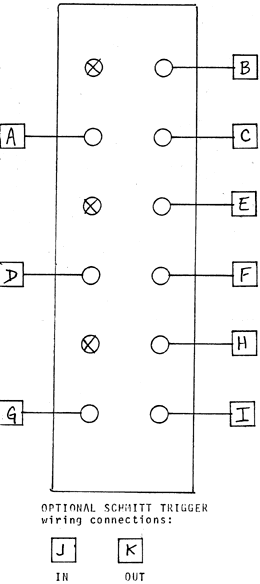 B
A C
E
D F
H
G I
OPTIONAL SCHMITT TRIGGER
wiring connections:
J K
IN OUT